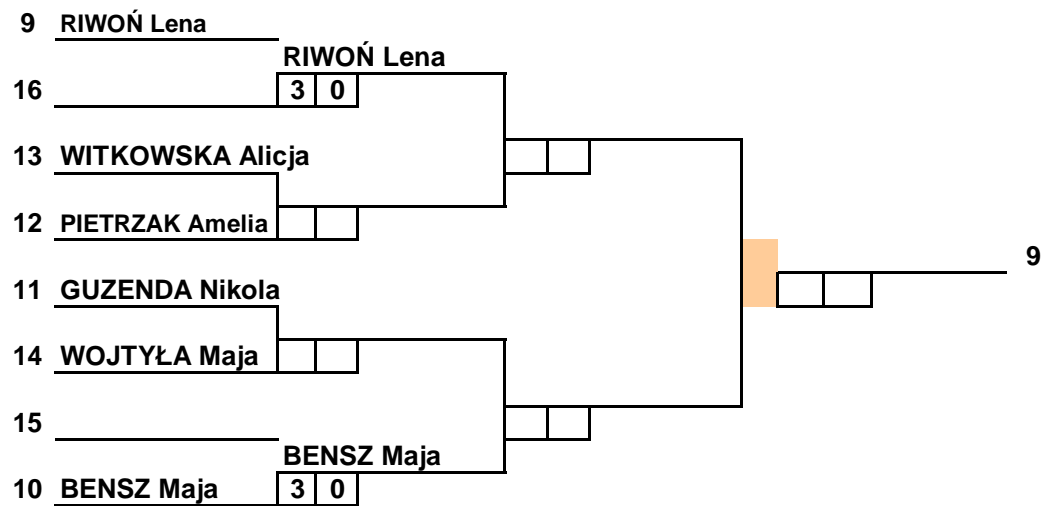 9 RIWOŃ Lena
RIWOŃ Lena
16 3 0
13 WITKOWSKA Alicja
12 PIETRZAK Amelia
9
11 GUZENDA Nikola
14 WOJTYŁA Maja
15
BENSZ Maja
10 BENSZ Maja 3 0